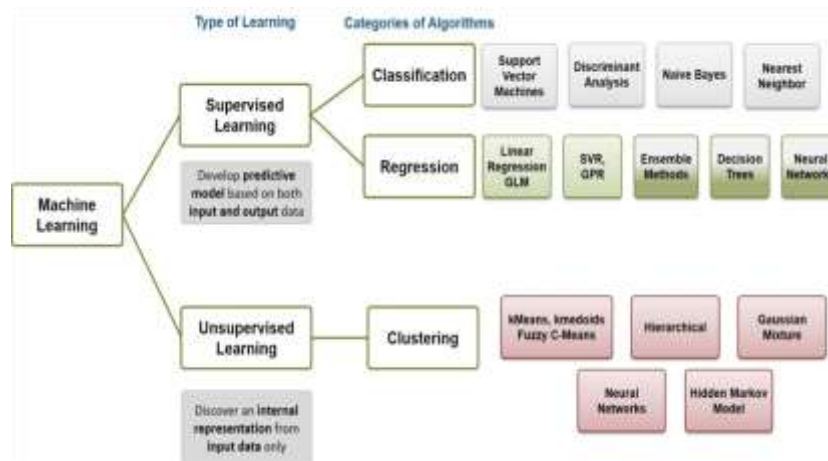 Type of Learning
Categories of Algorithms
Machine
Learning
Supervised
Learning
Develop predictive
model based on both
input and output data
Classification
Support
Vector
Machines
Discriminant
Analysis
Naive Bayes
Nearest
Neighbor
Regression
Linear
Regression
GLM
SVR,
GPR
Ensemble
Methods
Decision
Trees
Neural
Network
Unsupervised
Learning
Discover an internal
representation from
input data only
Clustering
kMeans, kmedoids
Fuzzy C-Means
Hierarchical
Gaussian
Mixture
Neural
Networks
Hidden Markov
Model